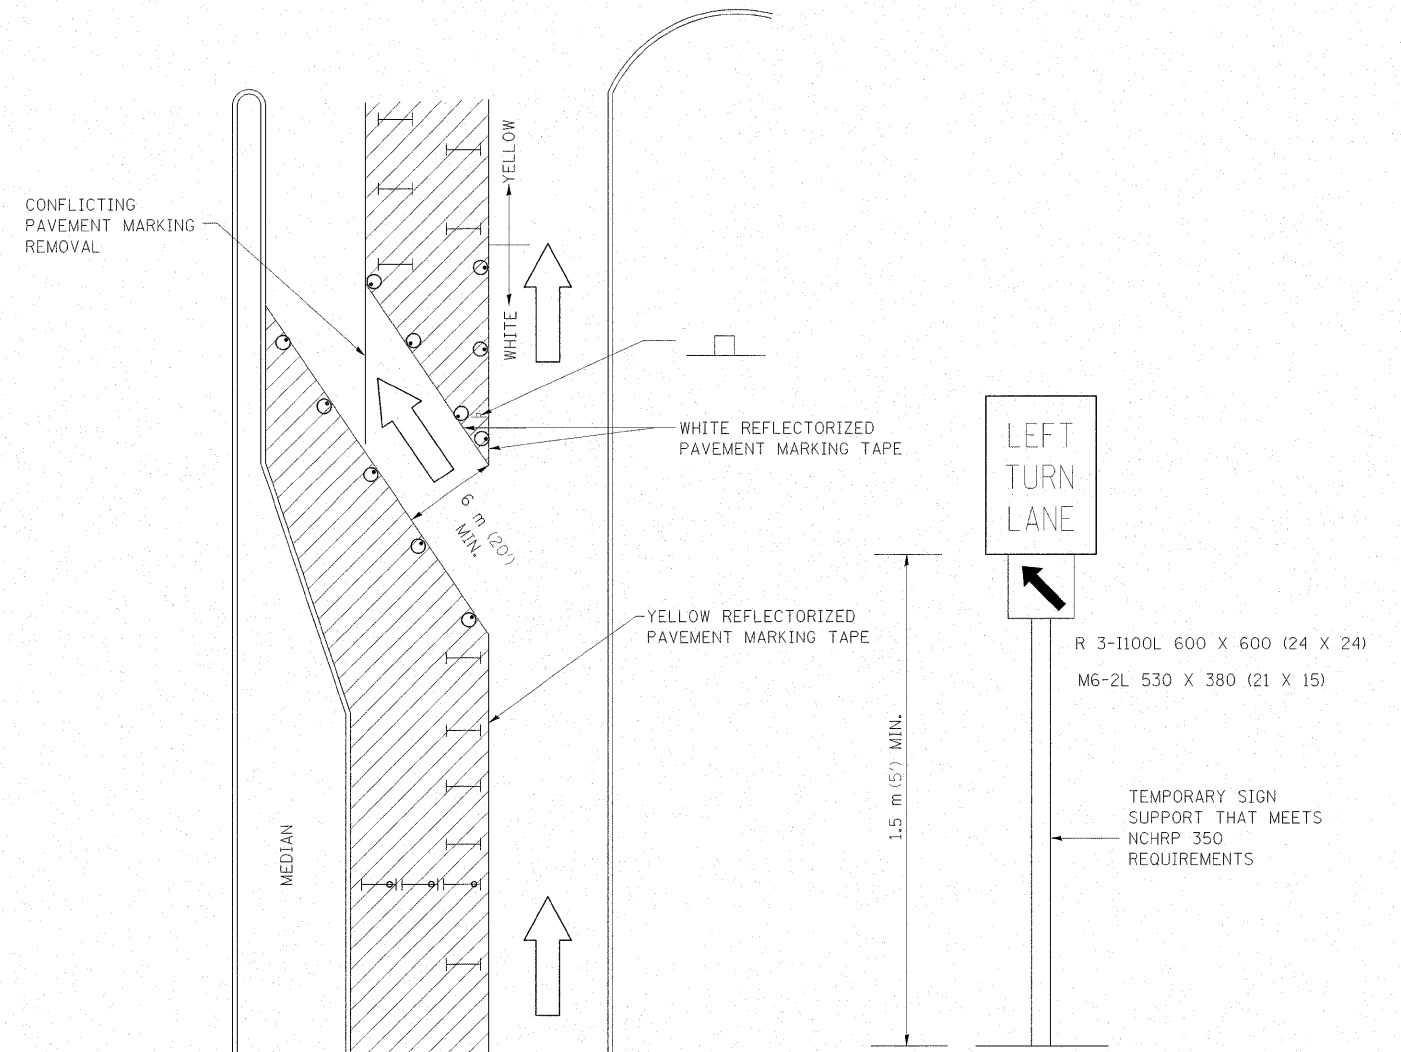 CONFLICTING
PAVEMENT MARKING
REMOVAL
YELLOW
WHITE
WHITE REFLECTORIZED
PAVEMENT MARKING TAPE
6 m (20')
MIN.
YELLOW REFLECTORIZED
PAVEMENT MARKING TAPE
MEDIAN
LEFT
TURN
LANE
R 3-I100L 600 X 600 (24 X 24)
M6-2L 530 X 380 (21 X 15)
1.5 m (5') MIN.
TEMPORARY SIGN
SUPPORT THAT MEETS
NCHRP 350
REQUIREMENTS